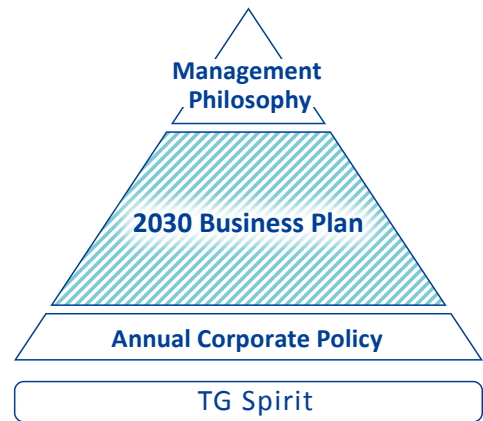 Management
Philosophy
2030 Business Plan
Annual Corporate Policy
TG Spirit